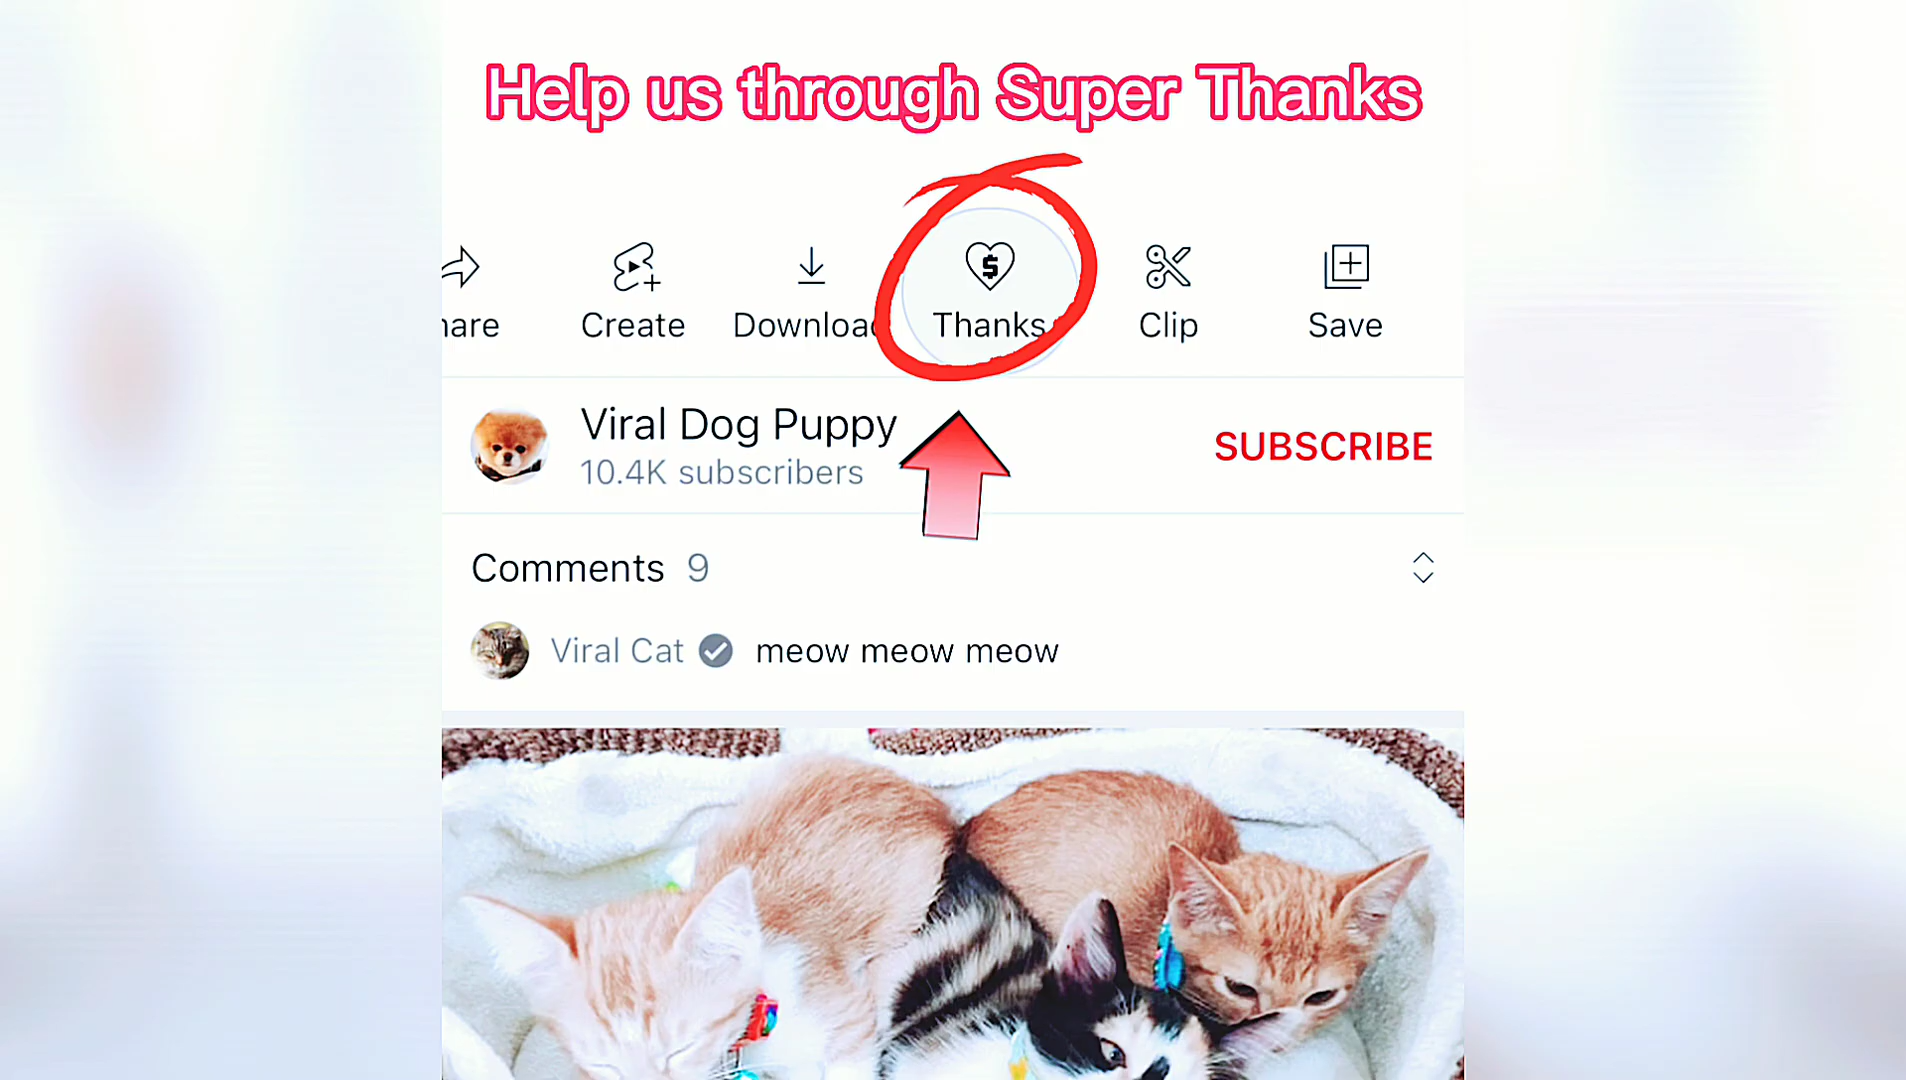 Help us through Super Thanks
hare Create Download Thanks Clip Save
Viral Dog Puppy
10.4K subscribers
SUBSCRIBE
Comments 9
Viral Cat meow meow meow